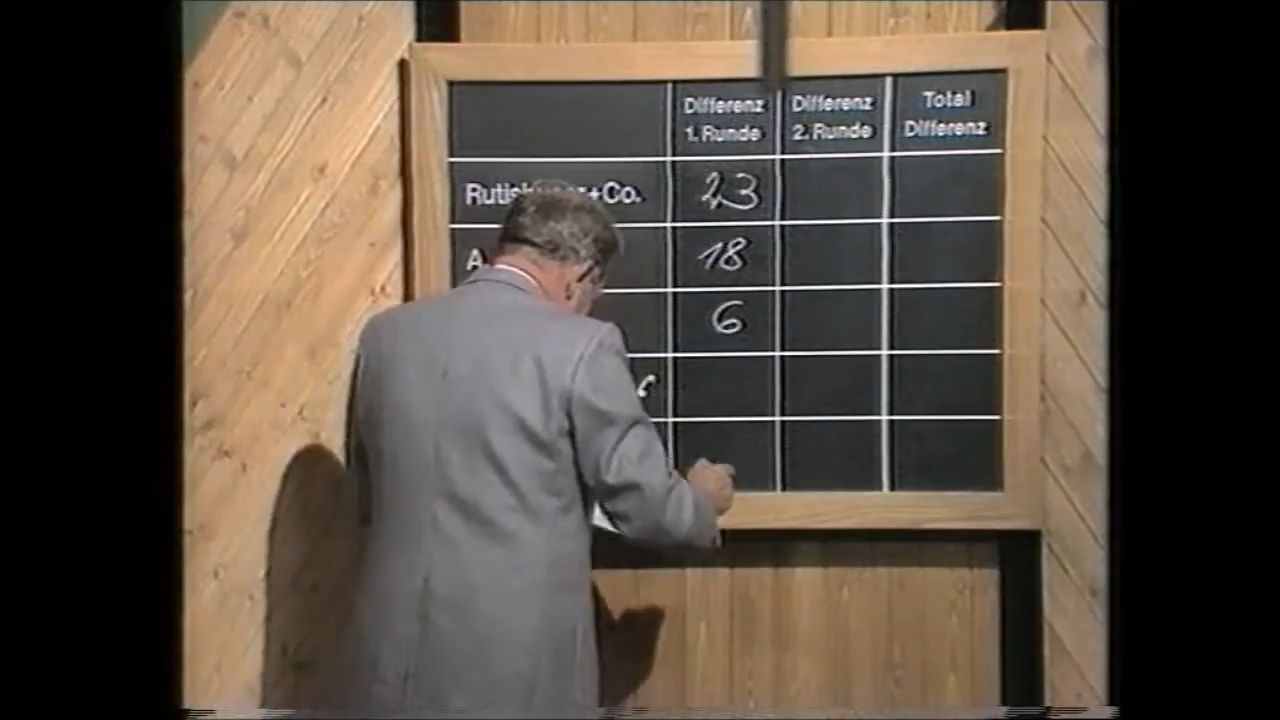 Differenz 1. Runde
Differenz 2. Runde
Total Differenz
+Co. 23
A. 18
6